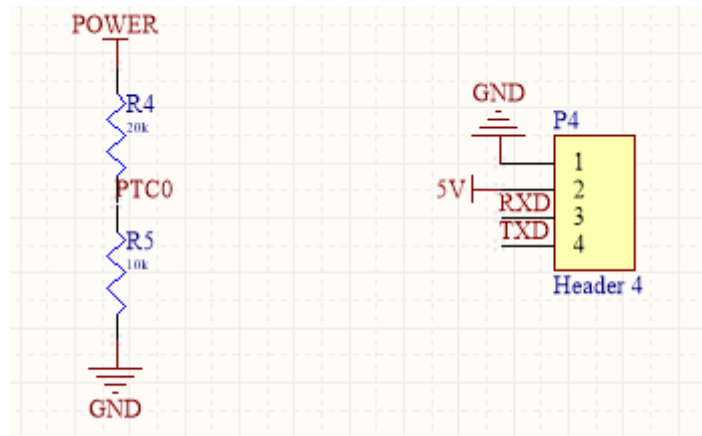 POWER
R4
20k
PTC0
R5
10k
GND
GND
P4
1
5V
2
RXD
3
TXD
4
Header 4